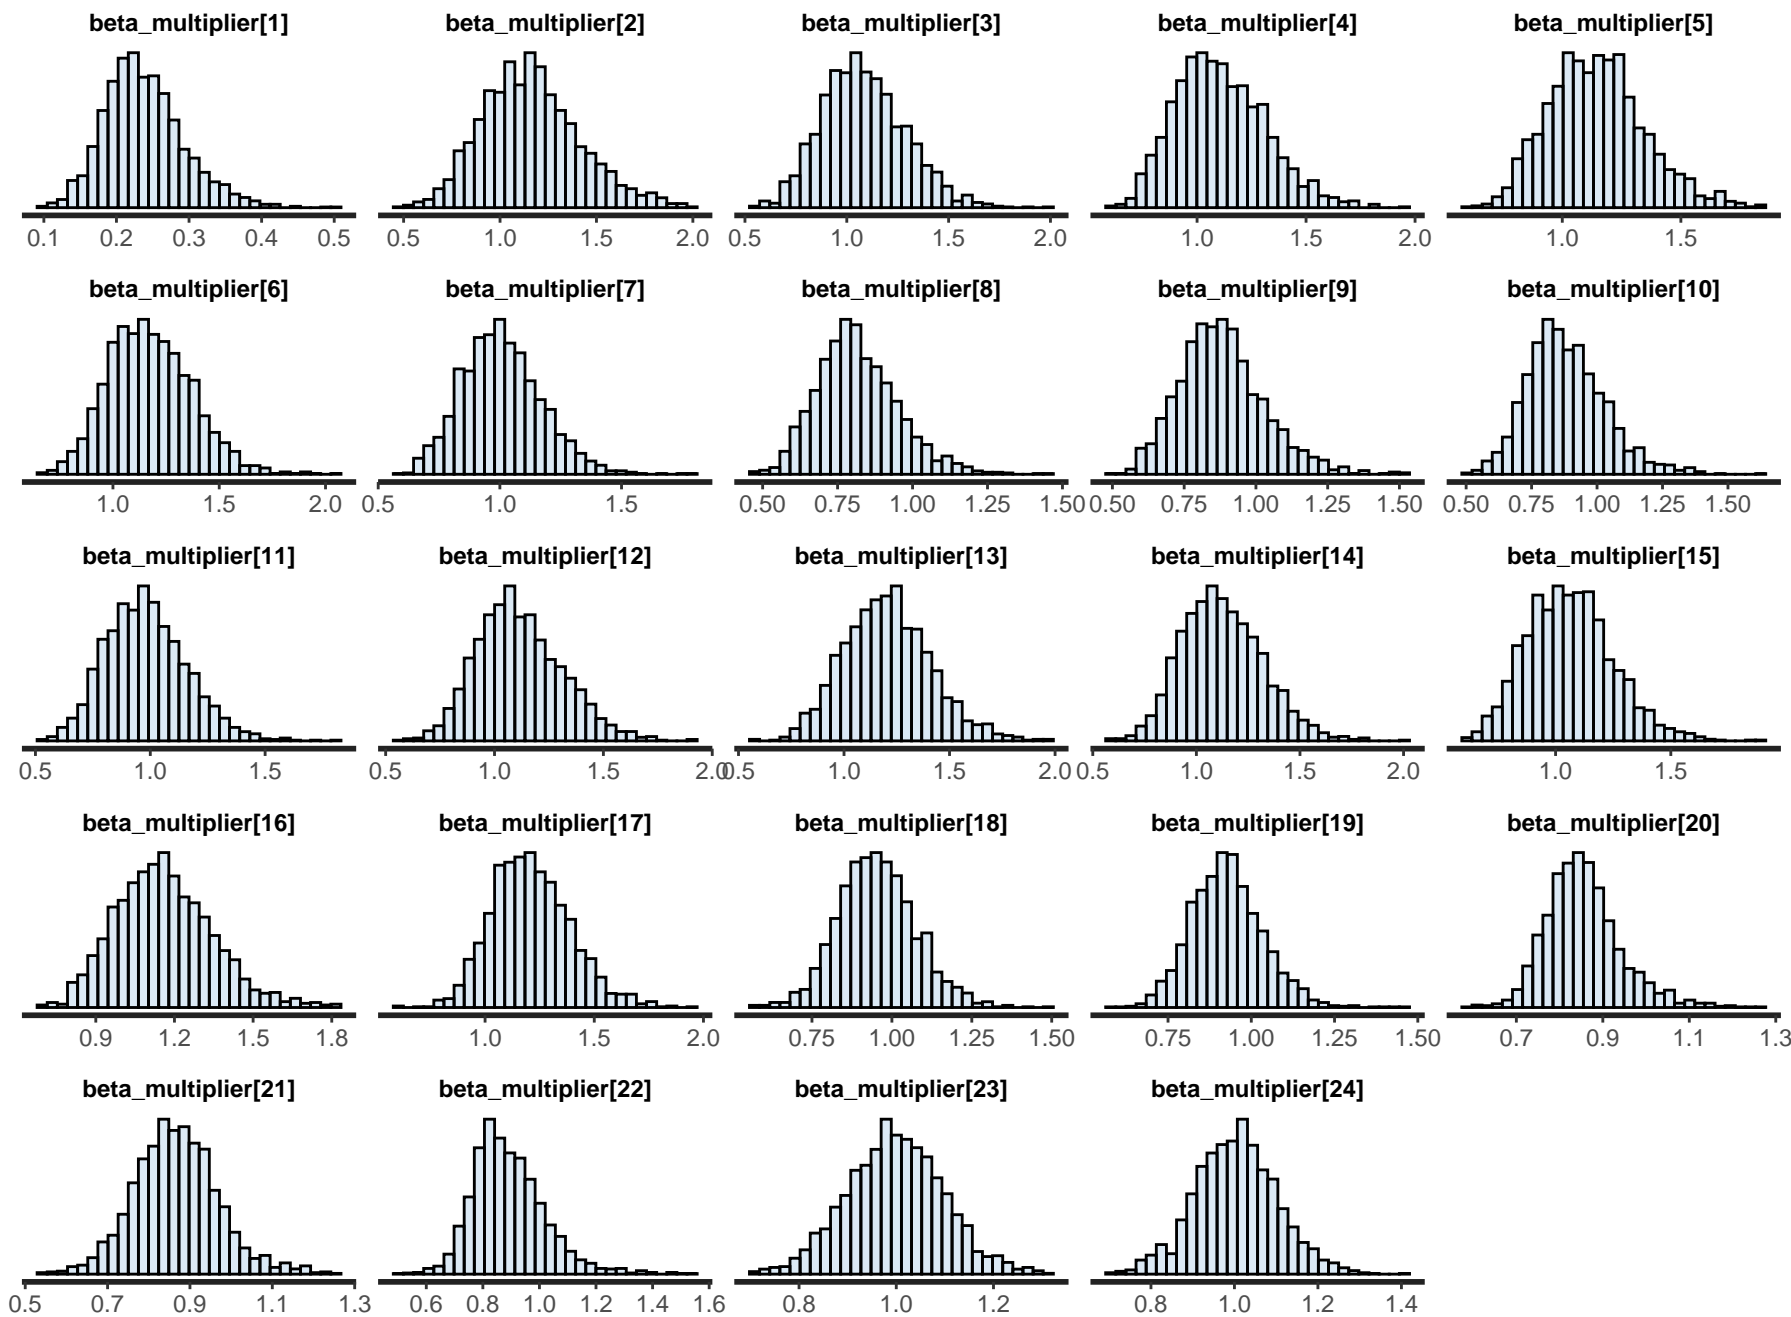 beta_multiplier[1] beta_multiplier[2] beta_multiplier[3] beta_multiplier[4] beta_multiplier[5]
0.1 0.2 0.3 0.4 0.5 0.5 1.0 1.5 2.0 0.5 1.0 1.5 2.0 1.0 1.5 2.0 1.0 1.5
beta_multiplier[6] beta_multiplier[7] beta_multiplier[8] beta_multiplier[9] beta_multiplier[10]
1.0 1.5 2.0 0.5 1.0 1.5 0.50 0.75 1.00 1.25 1.50 0.50 0.75 1.00 1.25 1.50 0.50 0.75 1.00 1.25 1.50
beta_multiplier[11] beta_multiplier[12] beta_multiplier[13] beta_multiplier[14] beta_multiplier[15]
0.5 1.0 1.5 0.5 1.0 1.5 2.0 0.5 1.0 1.5 2.0 0.5 1.0 1.5 2.0 1.0 1.5
beta_multiplier[16] beta_multiplier[17] beta_multiplier[18] beta_multiplier[19] beta_multiplier[20]
0.9 1.2 1.5 1.8 1.0 1.5 2.0 0.75 1.00 1.25 1.50 0.75 1.00 1.25 1.50 0.7 0.9 1.1 1.3
beta_multiplier[21] beta_multiplier[22] beta_multiplier[23] beta_multiplier[24]
0.5 0.7 0.9 1.1 1.3 0.6 0.8 1.0 1.2 1.4 1.6 0.8 1.0 1.2 0.8 1.0 1.2 1.4